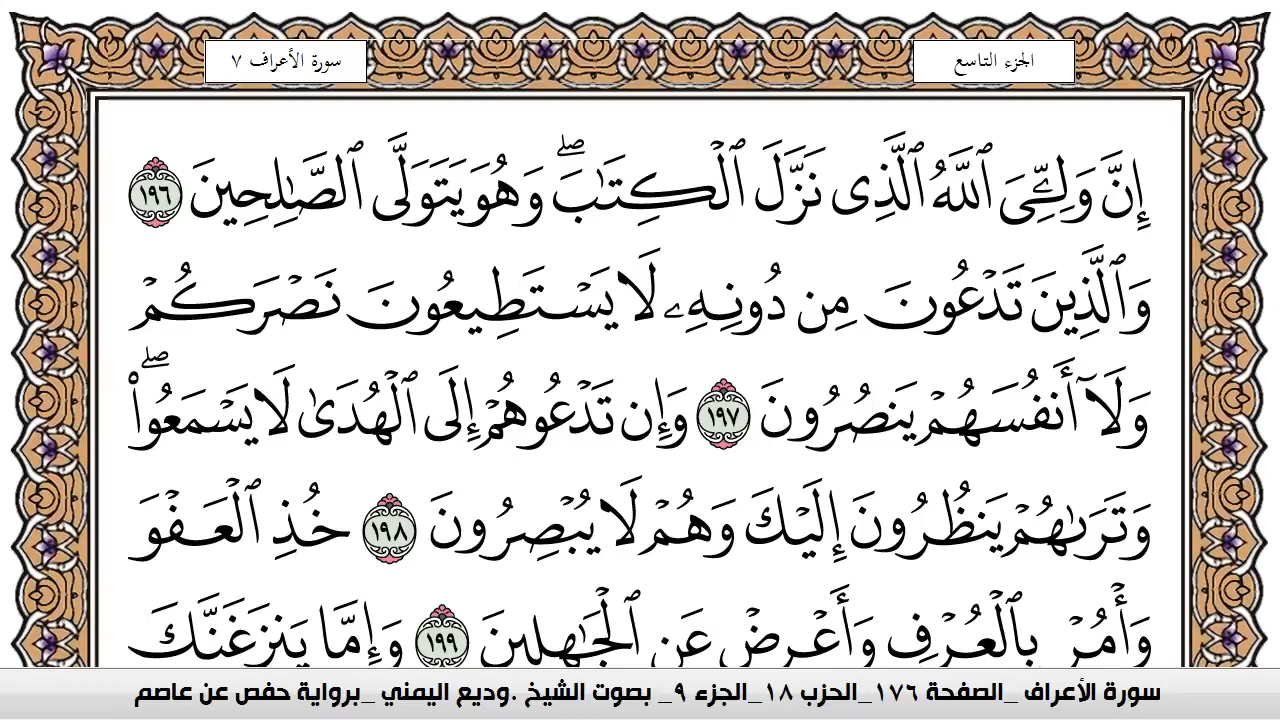 الجزء التاسع
سورة الأعراف ٧
إِنَّ وَلِـِّۧيَ ٱللَّهُ ٱلَّذِى نَزَّلَ ٱلْكِتَـٰبَ ۖ وَهُوَ يَتَوَلَّى ٱلصَّـٰلِحِينَ ١٩٦
وَٱلَّذِينَ تَدْعُونَ مِن دُونِهِۦ لَا يَسْتَطِيعُونَ نَصْرَكُمْ
وَلَآ أَنفُسَهُمْ يَنصُرُونَ ١٩٧ وَإِن تَدْعُوهُمْ إِلَى ٱلْهُدَىٰ لَا يَسْمَعُوا۟ ۖ
وَتَرَىٰهُمْ يَنظُرُونَ إِلَيْكَ وَهُمْ لَا يُبْصِرُونَ ١٩٨ خُذِ ٱلْعَفْوَ
وَأْمُرْ بِٱلْعُرْفِ وَأَعْرِضْ عَنِ ٱلْجَـٰهِلِينَ ١٩٩ وَإِمَّا يَنزَغَنَّكَ
سورة الأعراف _الصفحة ١٧٦_الحزب ١٨_الجزء ٩_ بصوت الشيخ .وديع اليمني _برواية حفص عن عاصم